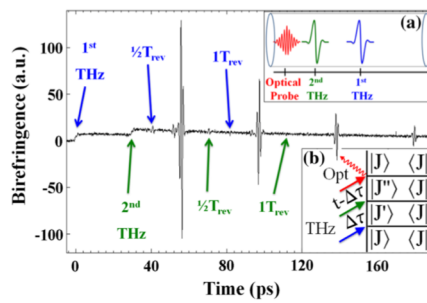 Birefringence (a.u.)
100
50
0
-50
-100
0
40
80
120
160
Time (ps)
1st
THz
½Trev
1Trev
2nd
THz
½Trev
1Trev
(a)
Optical
Probe
2nd
THz
1st
THz
(b)
Opt
t-Δτ
Δτ
THz
|J⟩ ⟨J|
|J"⟩ ⟨J|
|J'⟩ ⟨J|
|J⟩ ⟨J|